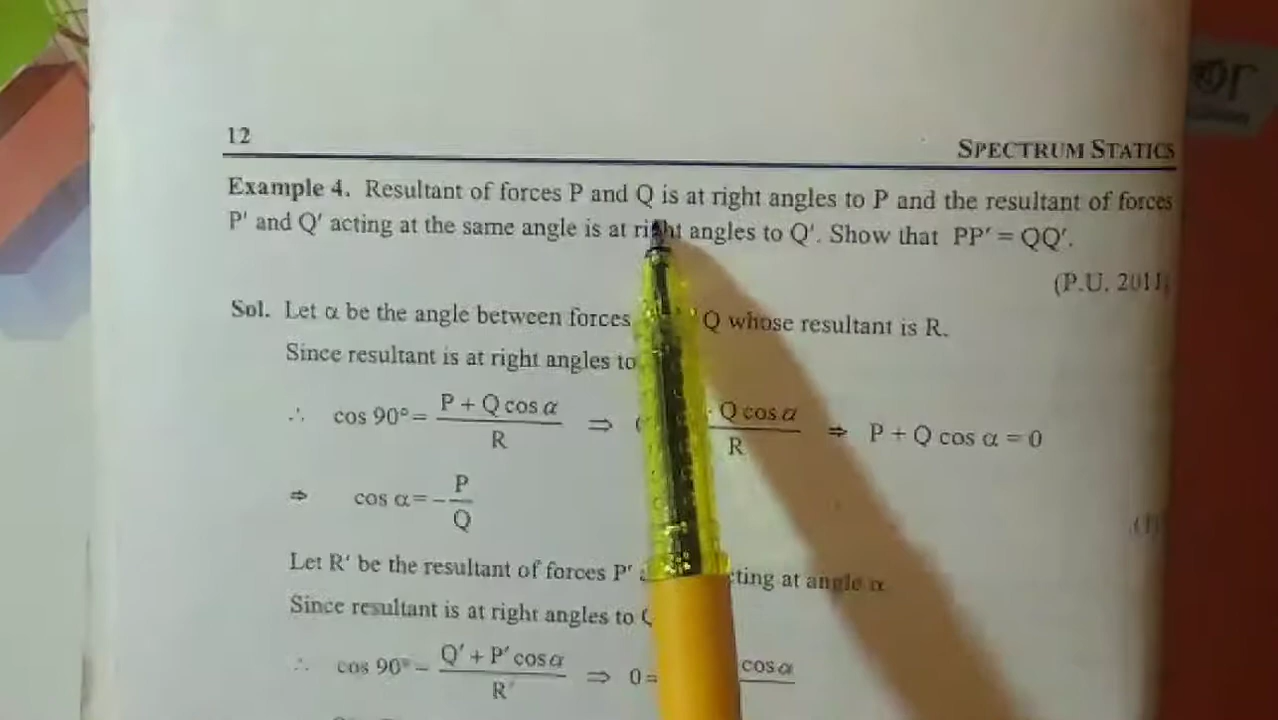 12
SPECTRUM STATICS
Example 4. Resultant of forces P and Q is at right angles to P and the resultant of forces
P' and Q' acting at the same angle is at right angles to Q'. Show that PP' = QQ'.
(P.U. 2011)
Sol. Let α be the angle between forces Q whose resultant is R.
Since resultant is at right angles to
∴ cos 90° = (P + Q cos α)/R ⇒ Q cos α/R ⇒ P + Q cos α = 0
⇒ cos α = −P/Q
Let R' be the resultant of forces P' acting at angle α
Since resultant is at right angles to
∴ cos 90° = (Q' + P' cos α)/R' ⇒ 0 = cos α